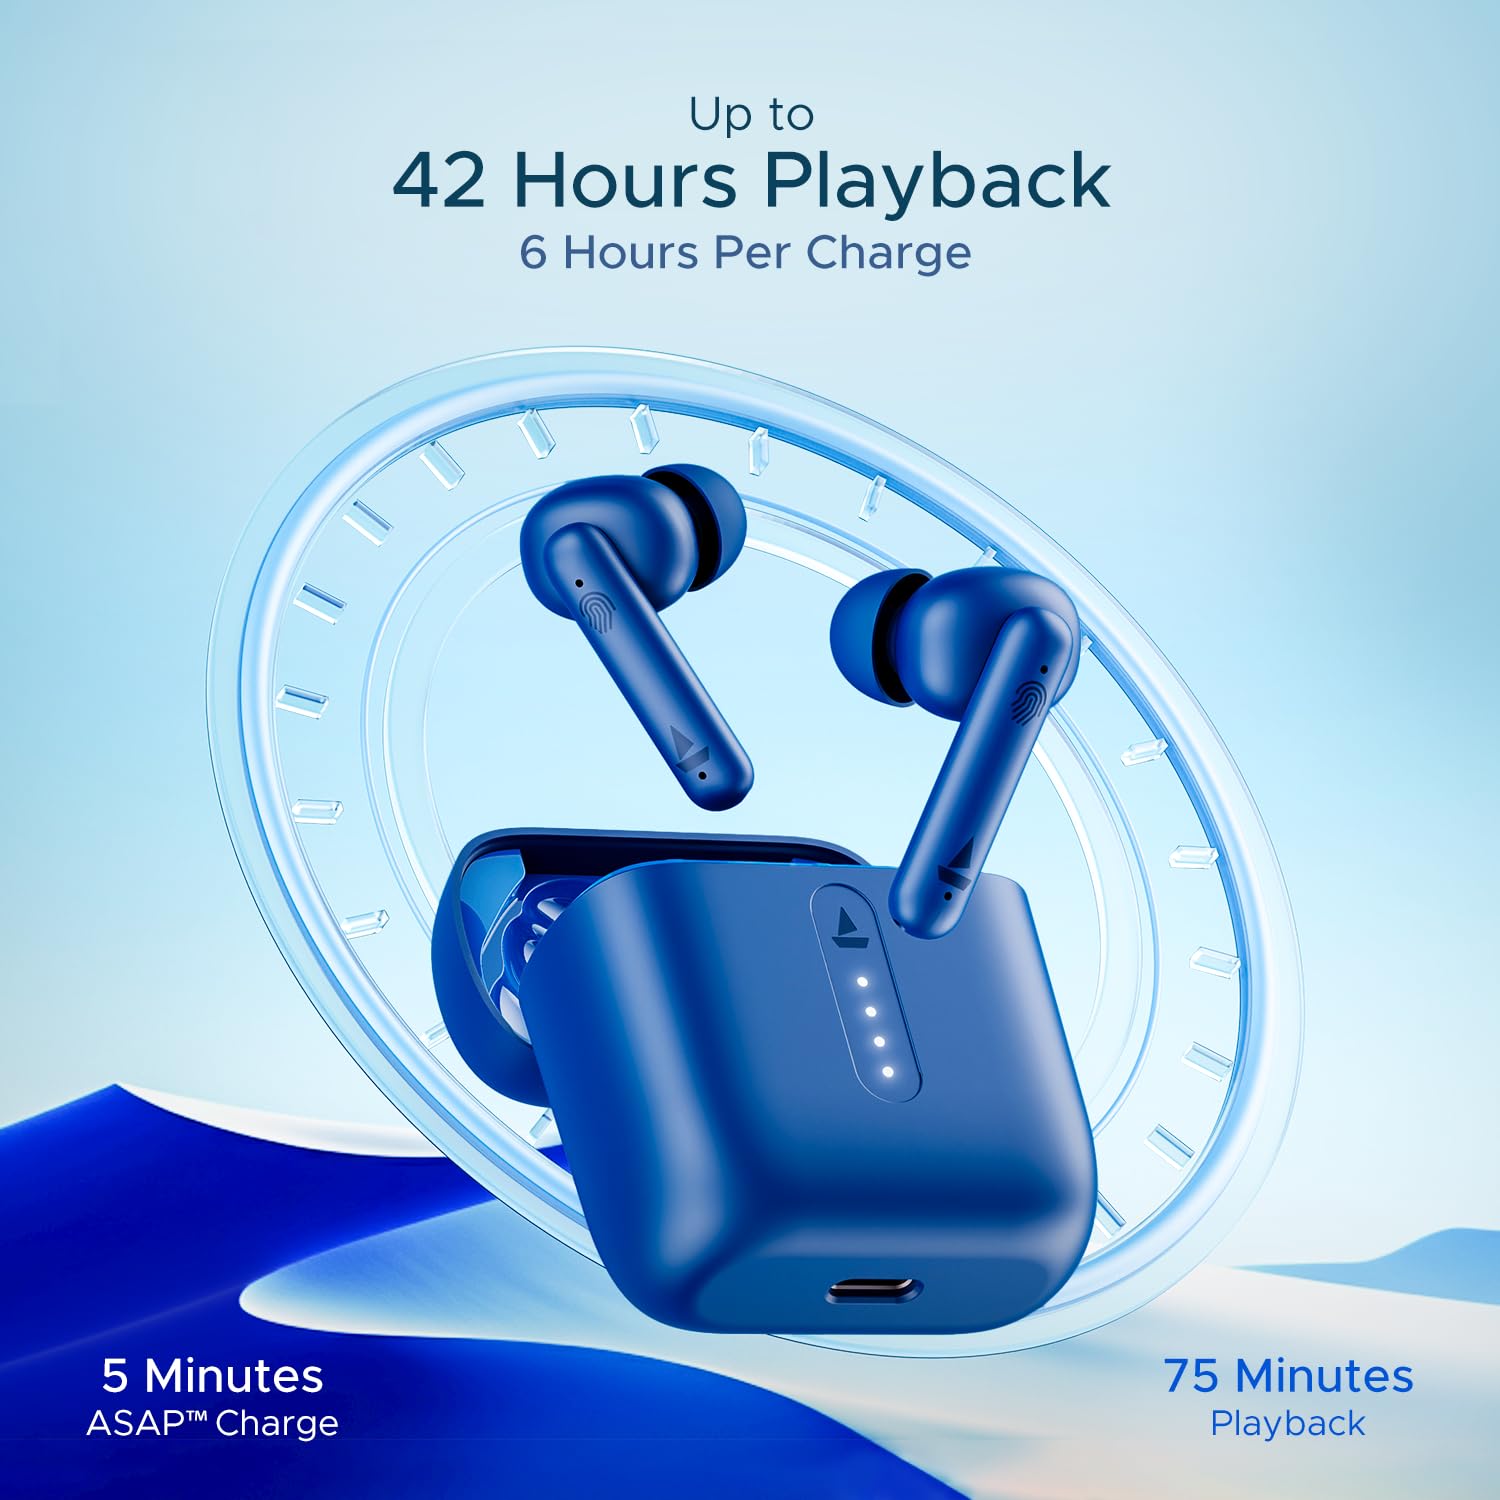 Up to
42 Hours Playback
6 Hours Per Charge
5 Minutes
ASAP™ Charge
75 Minutes
Playback